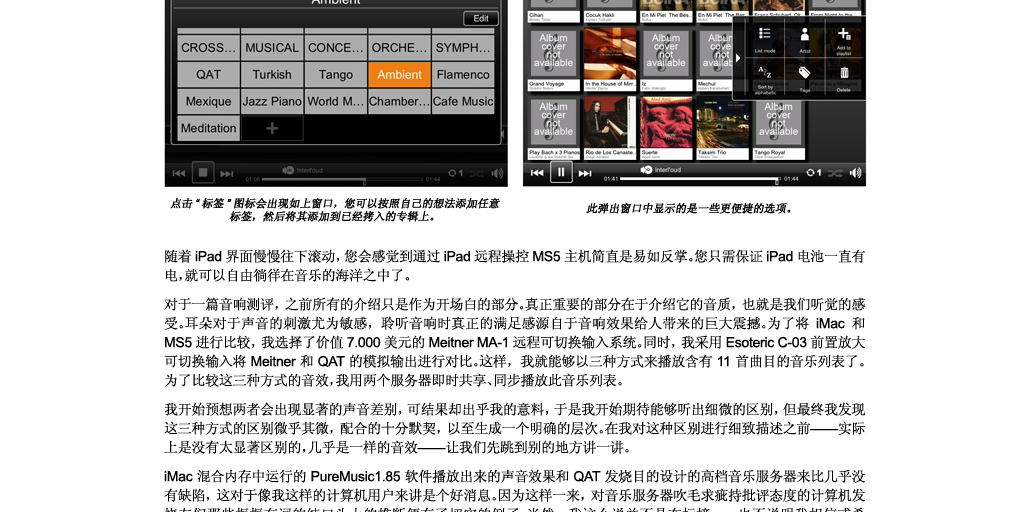 Ambient
Edit
CROSS... MUSICAL CONCE... ORCHE... SYMPH...
QAT Turkish Tango Ambient Flamenco
Mexique Jazz Piano World M... Chamber... Cafe Music
Meditation +
Interl'oud
01:06 01:44
1
Cihan Cocuk Hakli En Mi Piel The Bes.. En Mi Piel The Bes..
Album cover not available
List mode Artist Add to playlist
Sort by alphabetic Tags Delete
Grand Voyage In the House of Mirr.. Iz Mechul
Album cover not available
Play Bach x 3 Pianos Rio de Los Canaste.. Suerte Taksim Trio Tango Royal
Interl'oud
01:41 01:44
1
点击“标签”图标会出现如上窗口，您可以按照自己的想法添加任意
标签，然后将其添加到已经拷入的专辑上。
此弹出窗口中显示的是一些更便捷的选项。
随着 iPad 界面慢慢往下滚动，您会感觉到通过 iPad 远程操控 MS5 主机简直是易如反掌。您只需保证 iPad 电池一直有
电，就可以自由徜徉在音乐的海洋之中了。
对于一篇音响测评，之前所有的介绍只是作为开场白的部分。真正重要的部分在于介绍它的音质，也就是我们听觉的感
受。耳朵对于声音的刺激尤为敏感，聆听音响时真正的满足感源自于音响效果给人带来的巨大震撼。为了将 iMac 和
MS5 进行比较，我选择了价值 7.000 美元的 Meitner MA-1 远程可切换输入系统。同时，我采用 Esoteric C-03 前置放大
可切换输入将 Meitner 和 QAT 的模拟输出进行对比。这样，我就能够以三种方式来播放含有 11 首曲目的音乐列表了。
为了比较这三种方式的音效，我用两个服务器即时共享、同步播放此音乐列表。
我开始预想两者会出现显著的声音差别，可结果却出乎我的意料，于是我开始期待能够听出细微的区别，但最终我发现
这三种方式的区别微乎其微，配合的十分默契，以至生成一个明确的层次。在我对这种区别进行细致描述之前——实际
上是没有太显著区别的，几乎是一样的音效——让我们先跳到别的地方讲一讲。
iMac 混合内存中运行的 PureMusic1.85 软件播放出来的声音效果和 QAT 发烧目的设计的高档音乐服务器来比几乎没
有缺陷，这对于像我这样的计算机用户来讲是个好消息。因为这样一来，对音乐服务器吹毛求疵持批评态度的计算机发